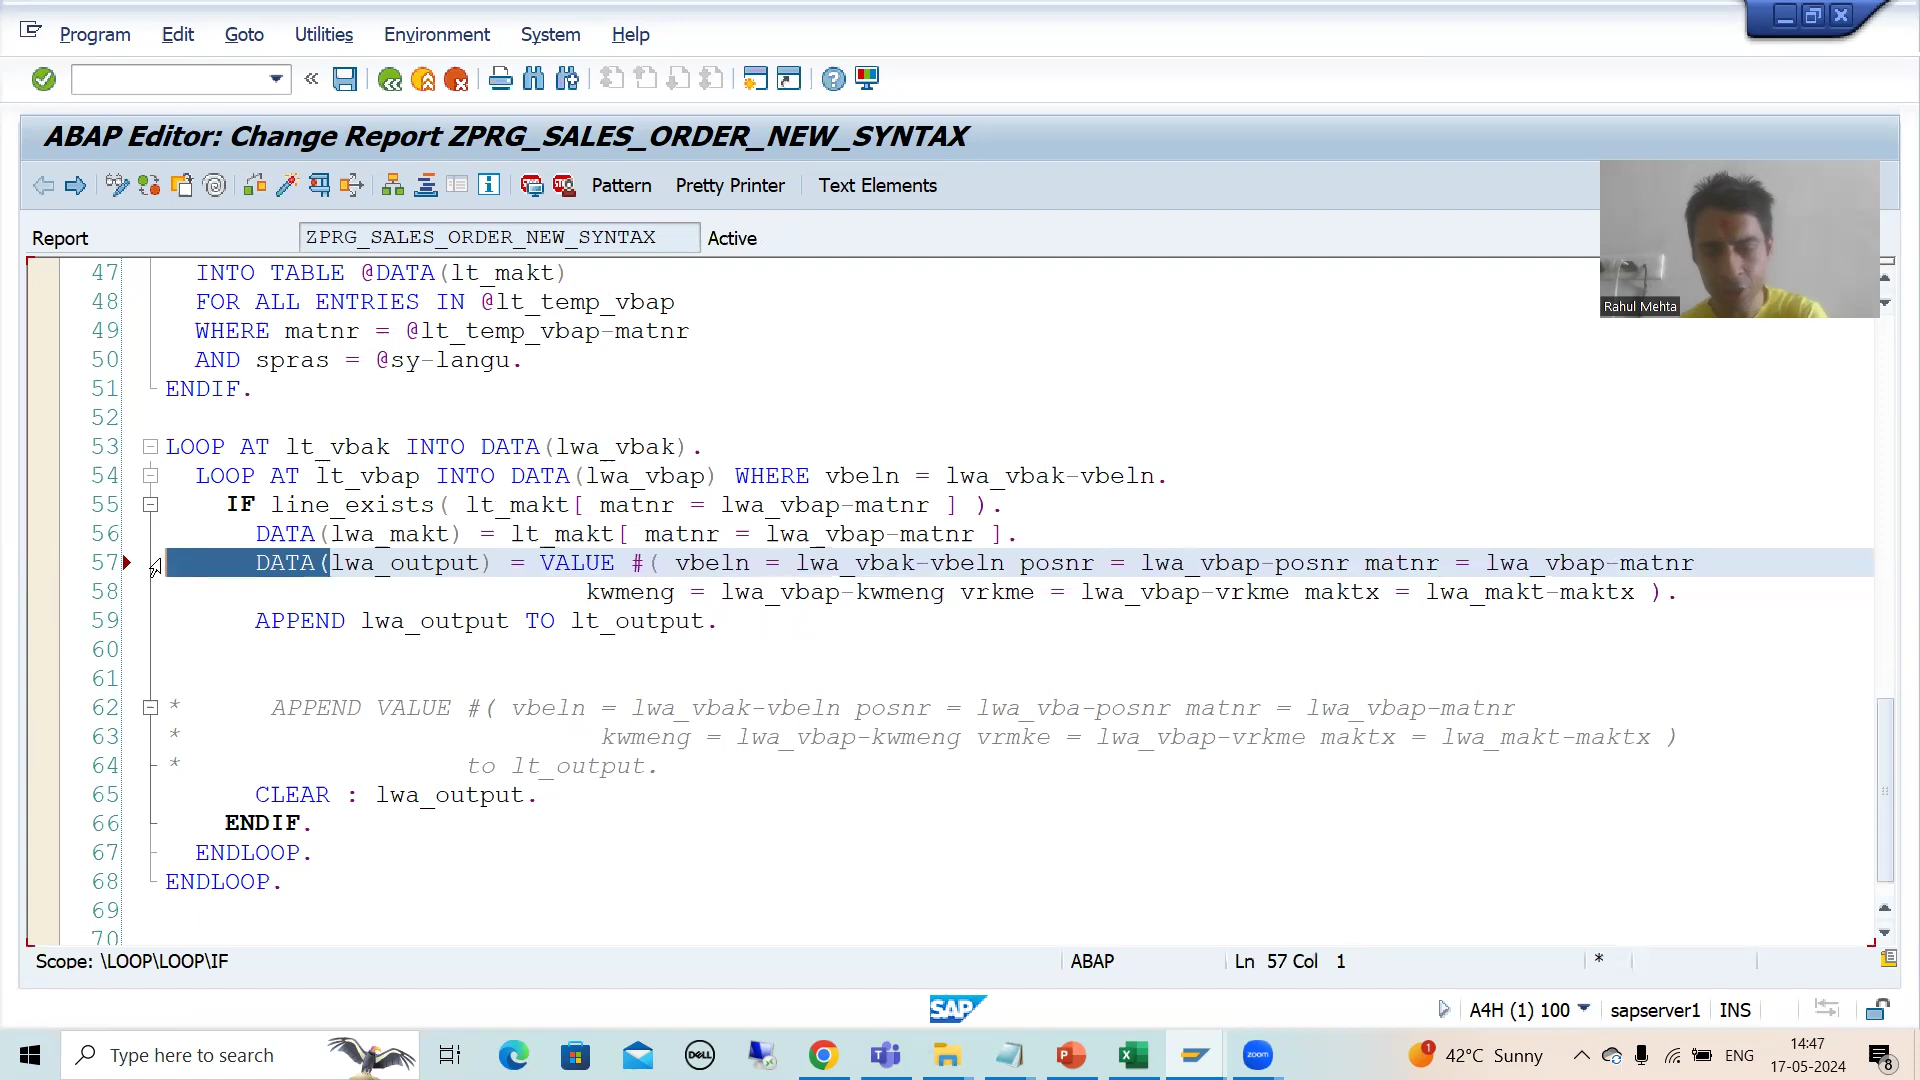 Program Edit Goto Utilities Environment System Help
ABAP Editor: Change Report ZPRG_SALES_ORDER_NEW_SYNTAX
Pattern Pretty Printer Text Elements
Report ZPRG_SALES_ORDER_NEW_SYNTAX Active
Rahul Mehta
47 INTO TABLE @DATA(lt_makt)
48 FOR ALL ENTRIES IN @lt_temp_vbap
49 WHERE matnr = @lt_temp_vbap-matnr
50 AND spras = @sy-langu.
51 ENDIF.
52
53 LOOP AT lt_vbak INTO DATA(lwa_vbak).
54 LOOP AT lt_vbap INTO DATA(lwa_vbap) WHERE vbeln = lwa_vbak-vbeln.
55 IF line_exists( lt_makt[ matnr = lwa_vbap-matnr ] ).
56 DATA(lwa_makt) = lt_makt[ matnr = lwa_vbap-matnr ].
57 DATA(lwa_output) = VALUE #( vbeln = lwa_vbak-vbeln posnr = lwa_vbap-posnr matnr = lwa_vbap-matnr
58 kwmeng = lwa_vbap-kwmeng vrkme = lwa_vbap-vrkme maktx = lwa_makt-maktx ).
59 APPEND lwa_output TO lt_output.
60
61
62 * APPEND VALUE #( vbeln = lwa_vbak-vbeln posnr = lwa_vba-posnr matnr = lwa_vbap-matnr
63 * kwmeng = lwa_vbap-kwmeng vrmke = lwa_vbap-vrkme maktx = lwa_makt-maktx )
64 * to lt_output.
65 CLEAR : lwa_output.
66 ENDIF.
67 ENDLOOP.
68 ENDLOOP.
69
70
Scope: \LOOP\LOOP\IF ABAP Ln 57 Col 1 *
SAP A4H (1) 100 sapserver1 INS
Type here to search DELL zoom 1 42°C Sunny ENG 14:47
17-05-2024 8